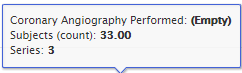 Coronary Angiography Performed: (Empty)
Subjects (count): 33.00
Series: 3